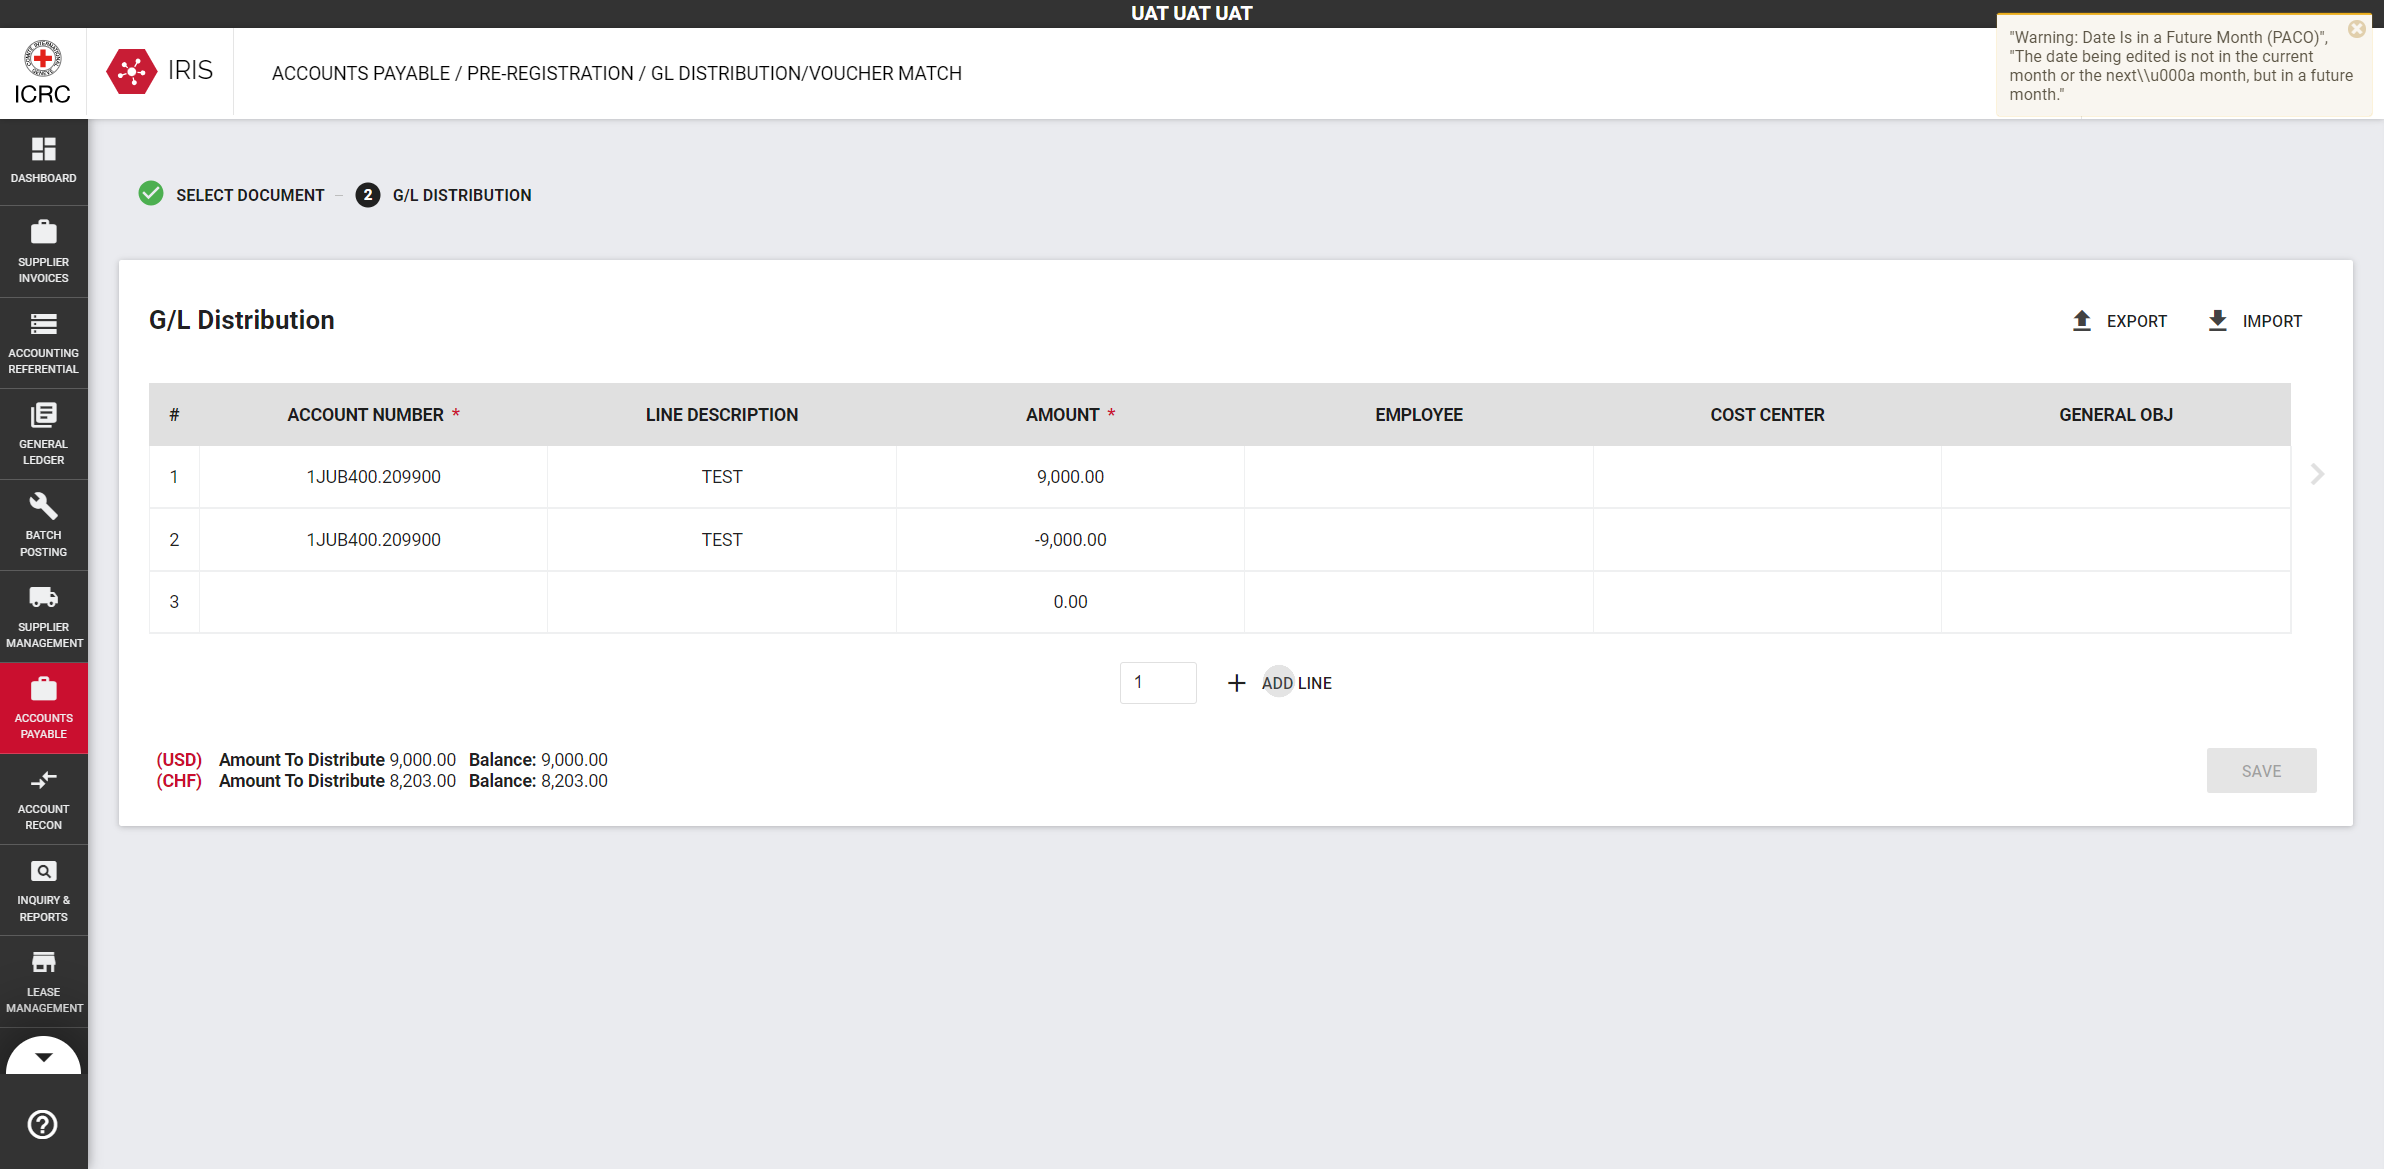 UAT UAT UAT
"Warning: Date Is in a Future Month (PACO)",
"The date being edited is not in the current
month or the next\\u000a month, but in a future
month."
ICRC
IRIS
ACCOUNTS PAYABLE / PRE-REGISTRATION / GL DISTRIBUTION/VOUCHER MATCH
DASHBOARD
SUPPLIER
INVOICES
ACCOUNTING
REFERENTIAL
GENERAL
LEDGER
BATCH
POSTING
SUPPLIER
MANAGEMENT
ACCOUNTS
PAYABLE
ACCOUNT
RECON
INQUIRY &
REPORTS
LEASE
MANAGEMENT
SELECT DOCUMENT – 2 G/L DISTRIBUTION
G/L Distribution
EXPORT IMPORT
# ACCOUNT NUMBER * LINE DESCRIPTION AMOUNT * EMPLOYEE COST CENTER GENERAL OBJ
1 1JUB400.209900 TEST 9,000.00
2 1JUB400.209900 TEST -9,000.00
3 0.00
1 + ADD LINE
(USD) Amount To Distribute 9,000.00 Balance: 9,000.00
(CHF) Amount To Distribute 8,203.00 Balance: 8,203.00
SAVE